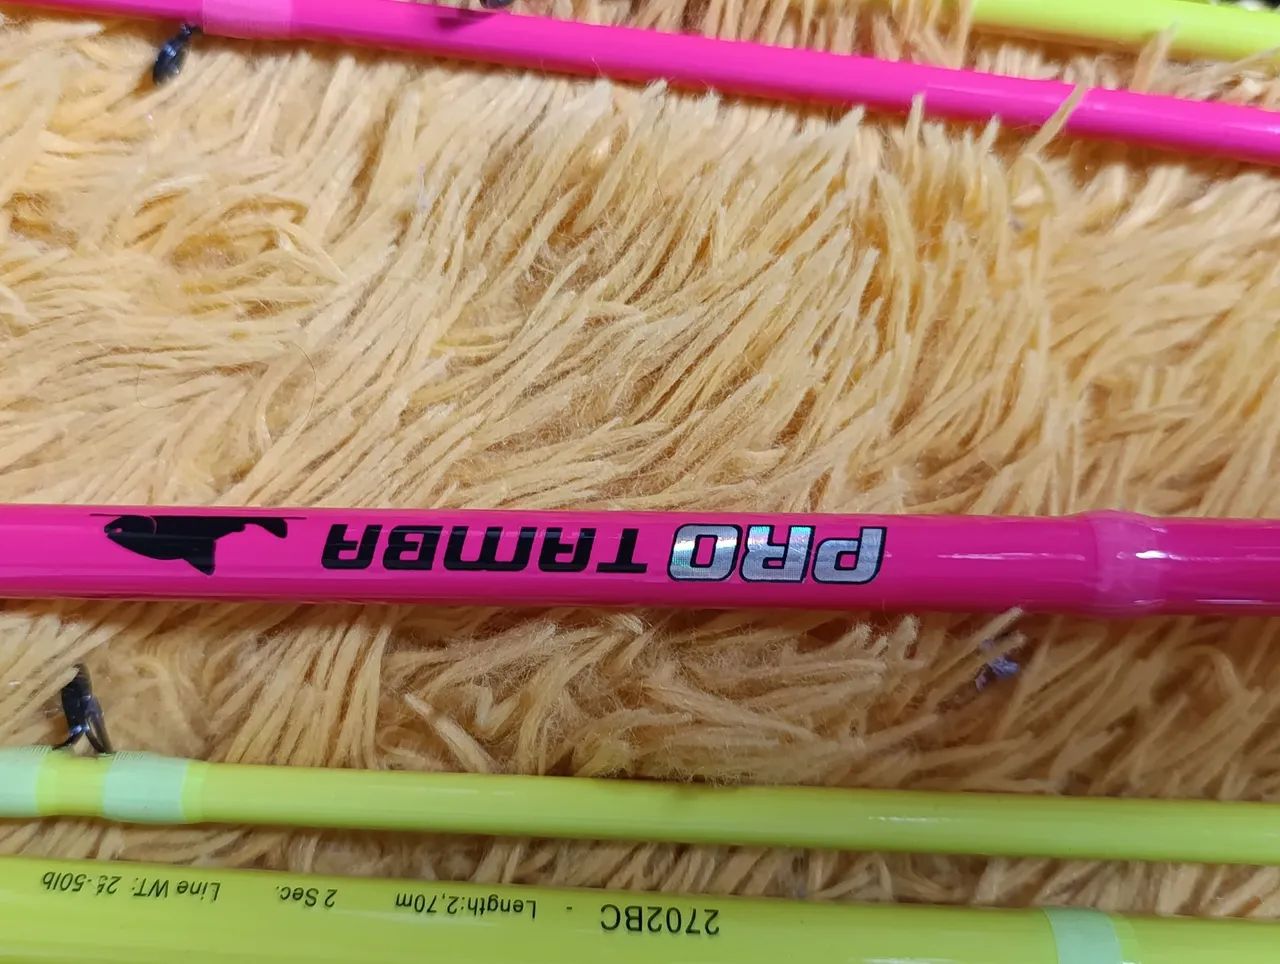 PRO TAMBA
2702BC - Length:2,70m 2 Sec. Line WT: 25-50lb